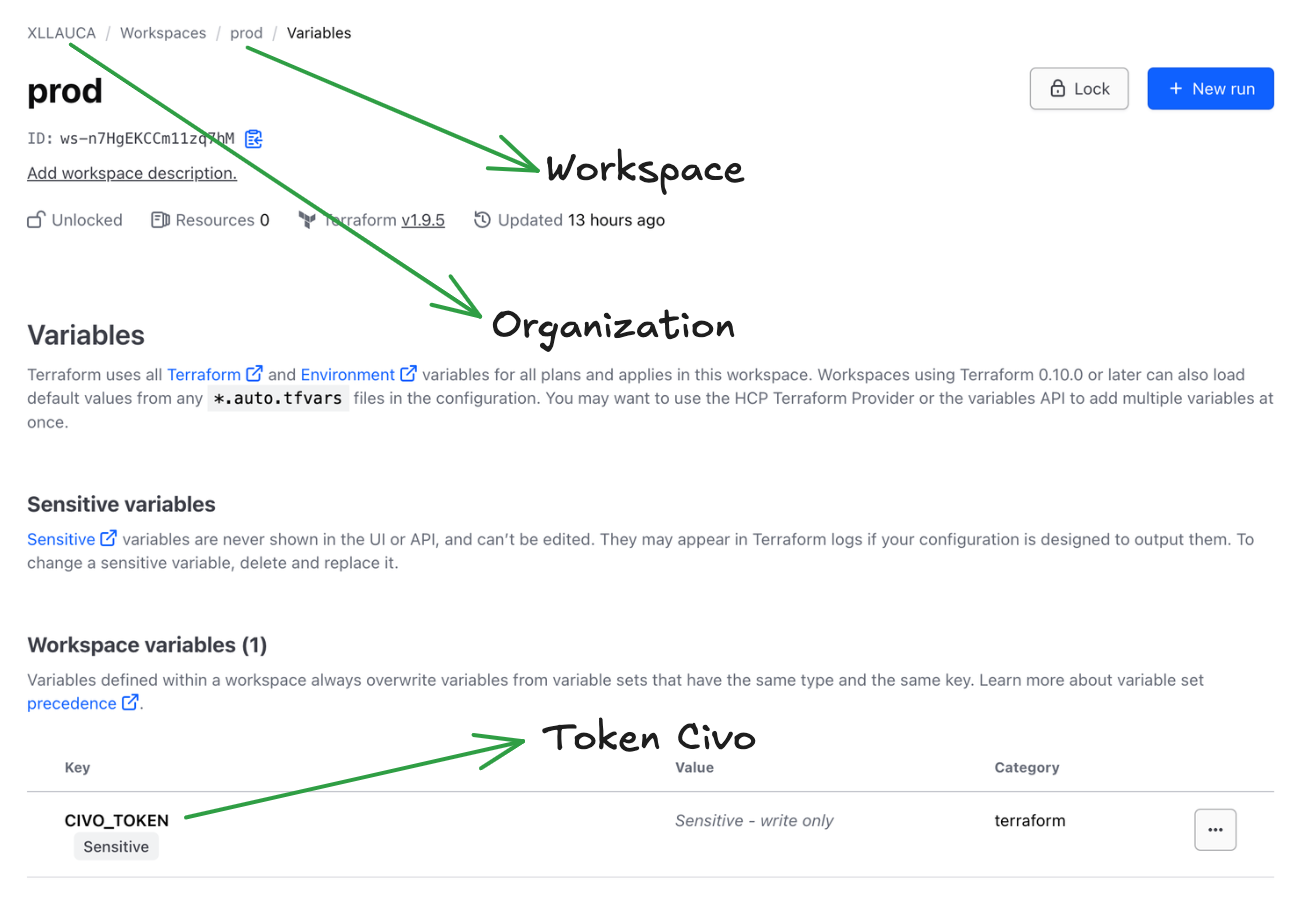 XLLAUCA / Workspaces / prod / Variables
prod
Lock
+ New run
ID: ws-n7HgEKCCm11zq7hM
Workspace
Add workspace description.
Unlocked Resources 0 Terraform v1.9.5 Updated 13 hours ago
Organization
Variables
Terraform uses all Terraform and Environment variables for all plans and applies in this workspace. Workspaces using Terraform 0.10.0 or later can also load
default values from any *.auto.tfvars files in the configuration. You may want to use the HCP Terraform Provider or the variables API to add multiple variables at
once.
Sensitive variables
Sensitive variables are never shown in the UI or API, and can't be edited. They may appear in Terraform logs if your configuration is designed to output them. To
change a sensitive variable, delete and replace it.
Workspace variables (1)
Variables defined within a workspace always overwrite variables from variable sets that have the same type and the same key. Learn more about variable set
precedence.
Token Civo
Key Value Category
CIVO_TOKEN Sensitive - write only terraform
Sensitive